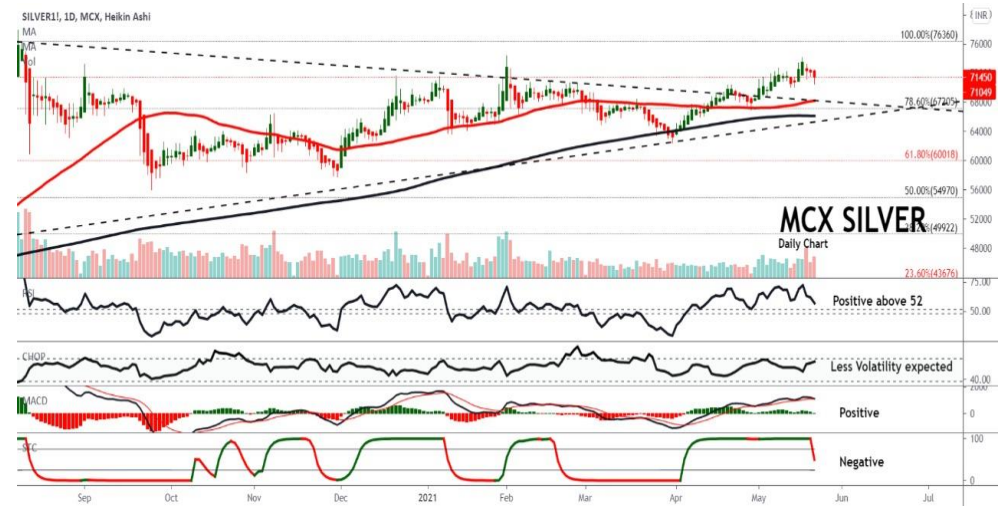 SILVER1!, 1D, MCX, Heikin Ashi
{ INR }
MA
MA
Vol
100.00%(76360)
76000
71450
71049
78.60%(67205)
68000
64000
61.80%(60018)
60000
50.00%(54970)
56000
MCX SILVER
52000
Daily Chart
48000
23.60%(43676)
RSI
75.00
Positive above 52
50.00
CHOP
Less Volatility expected
40.00
MACD
2000
Positive
0
STC
100
Negative
0
Sep Oct Nov Dec 2021 Feb Mar Apr May Jun Jul